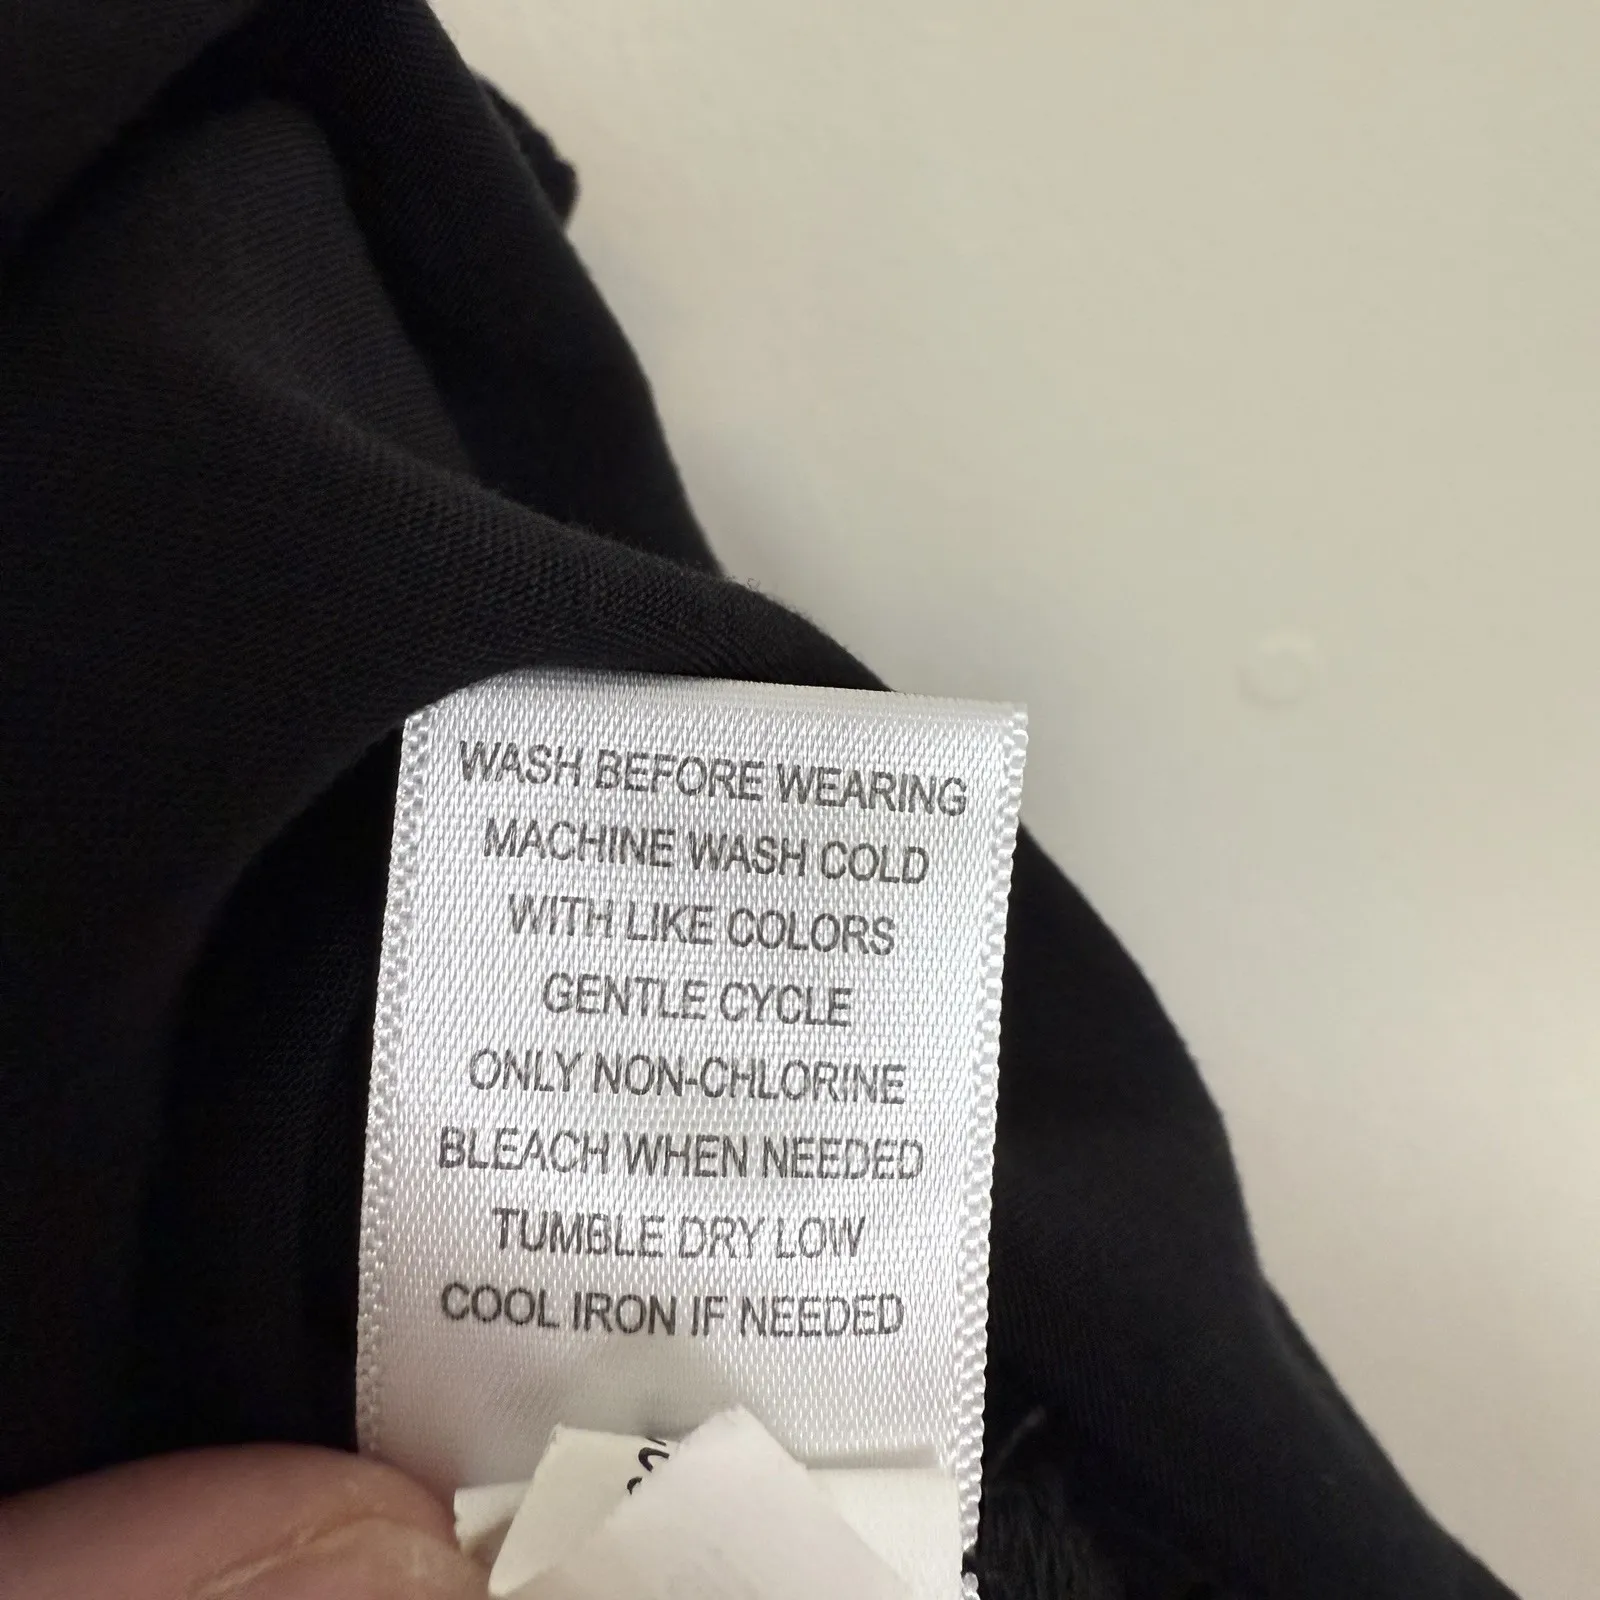 WASH BEFORE WEARING
MACHINE WASH COLD
WITH LIKE COLORS
GENTLE CYCLE
ONLY NON-CHLORINE
BLEACH WHEN NEEDED
TUMBLE DRY LOW
COOL IRON IF NEEDED